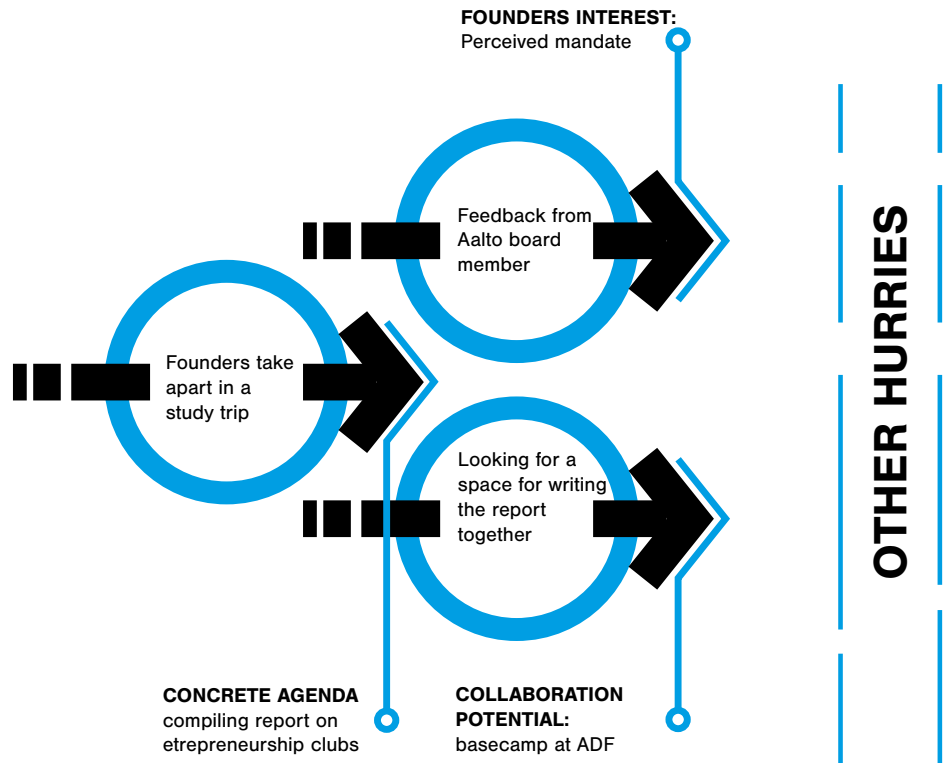 FOUNDERS INTEREST:
Perceived mandate
Feedback from
Aalto board
member
Founders take
apart in a
study trip
Looking for a
space for writing
the report
together
CONCRETE AGENDA
compiling report on
etrepreneurship clubs
COLLABORATION
POTENTIAL:
basecamp at ADF
OTHER HURRIES